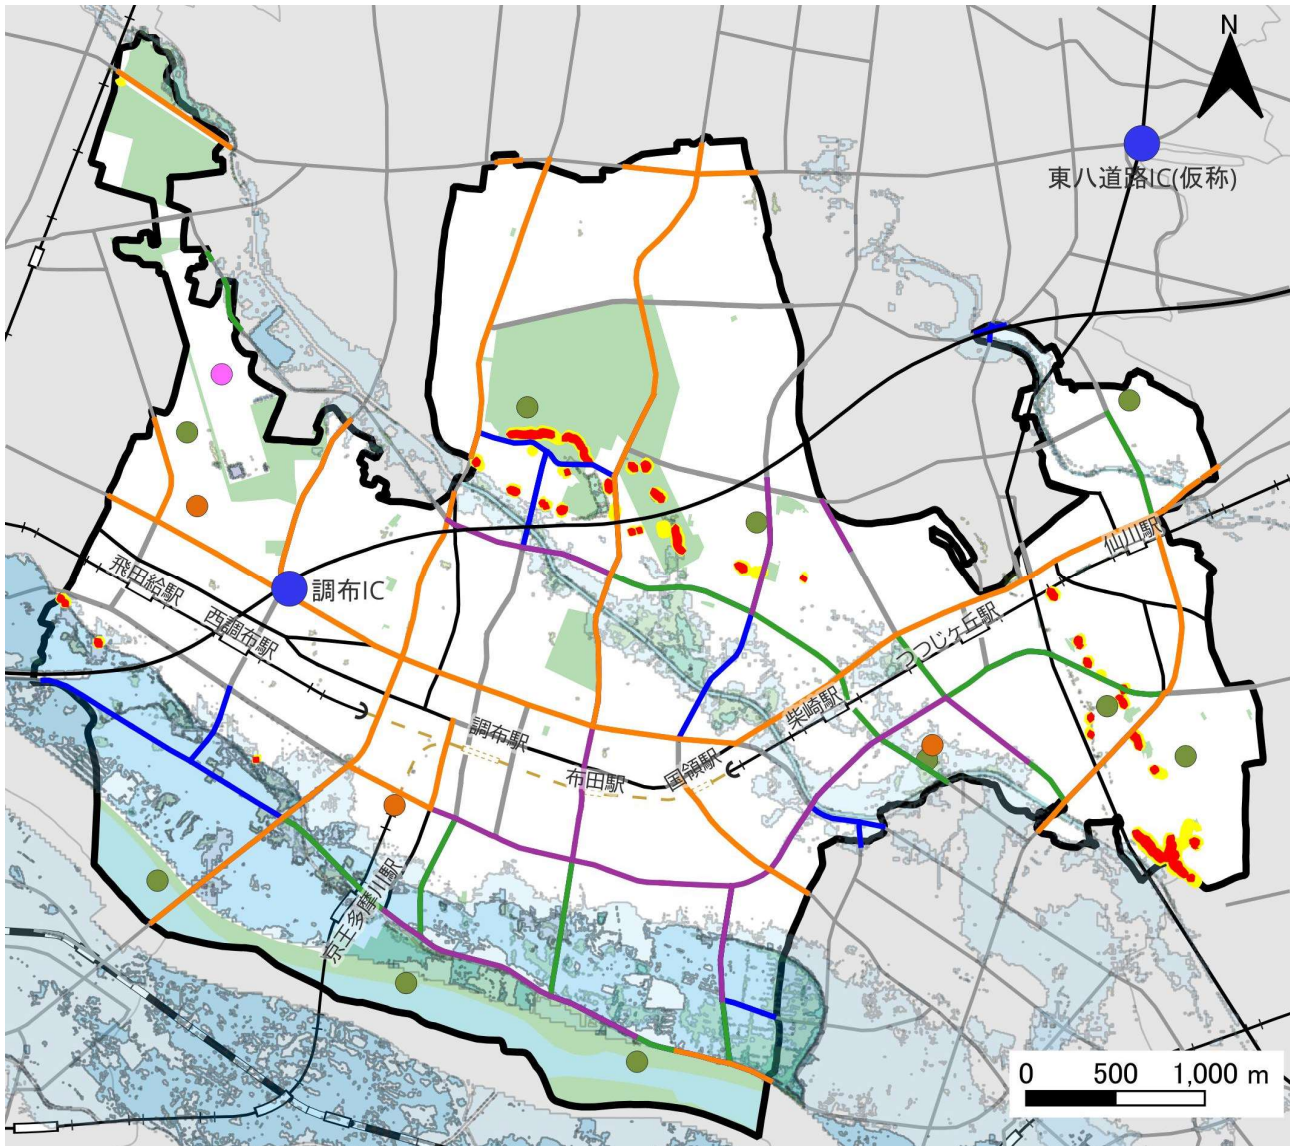 N
東八道路IC(仮称)
仙川駅
飛田給駅
調布IC
西調布駅
つつじケ丘駅
柴崎駅
調布駅
国領駅
布田駅
京王多摩川駅
0 500 1,000 m